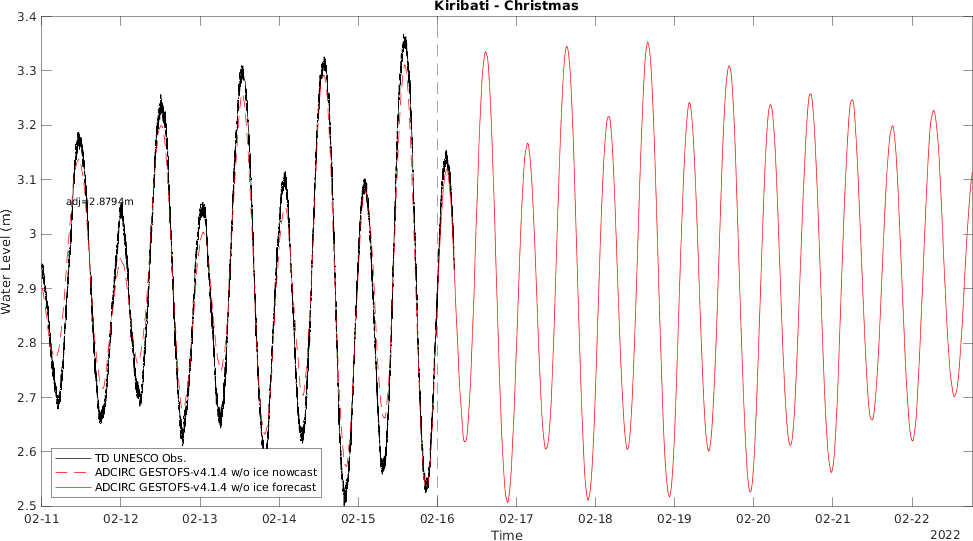 Kiribati - Christmas
3.4
3.3
3.2
3.1
3
2.9
2.8
2.7
2.6
2.5
Water Level (m)
adj=2.8794m
TD UNESCO Obs.
ADCIRC GESTOFS-v4.1.4 w/o ice nowcast
ADCIRC GESTOFS-v4.1.4 w/o ice forecast
02-11 02-12 02-13 02-14 02-15 02-16 02-17 02-18 02-19 02-20 02-21 02-22
Time
2022